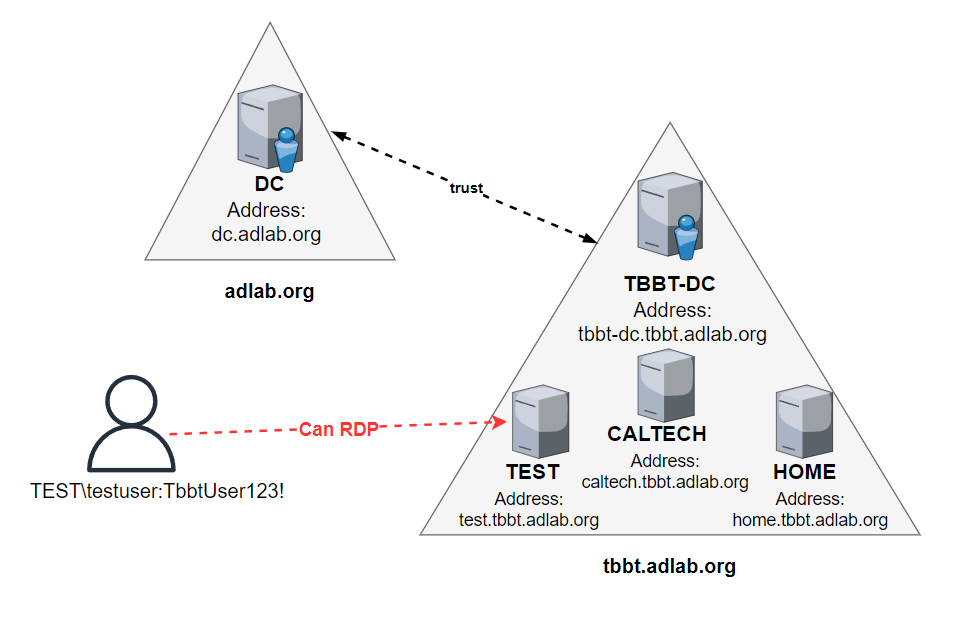 DC
Address:
dc.adlab.org
adlab.org
trust
TBBT-DC
Address:
tbbt-dc.tbbt.adlab.org
CALTECH
Address:
caltech.tbbt.adlab.org
TEST
Address:
test.tbbt.adlab.org
HOME
Address:
home.tbbt.adlab.org
tbbt.adlab.org
Can RDP
TEST\testuser:TbbtUser123!